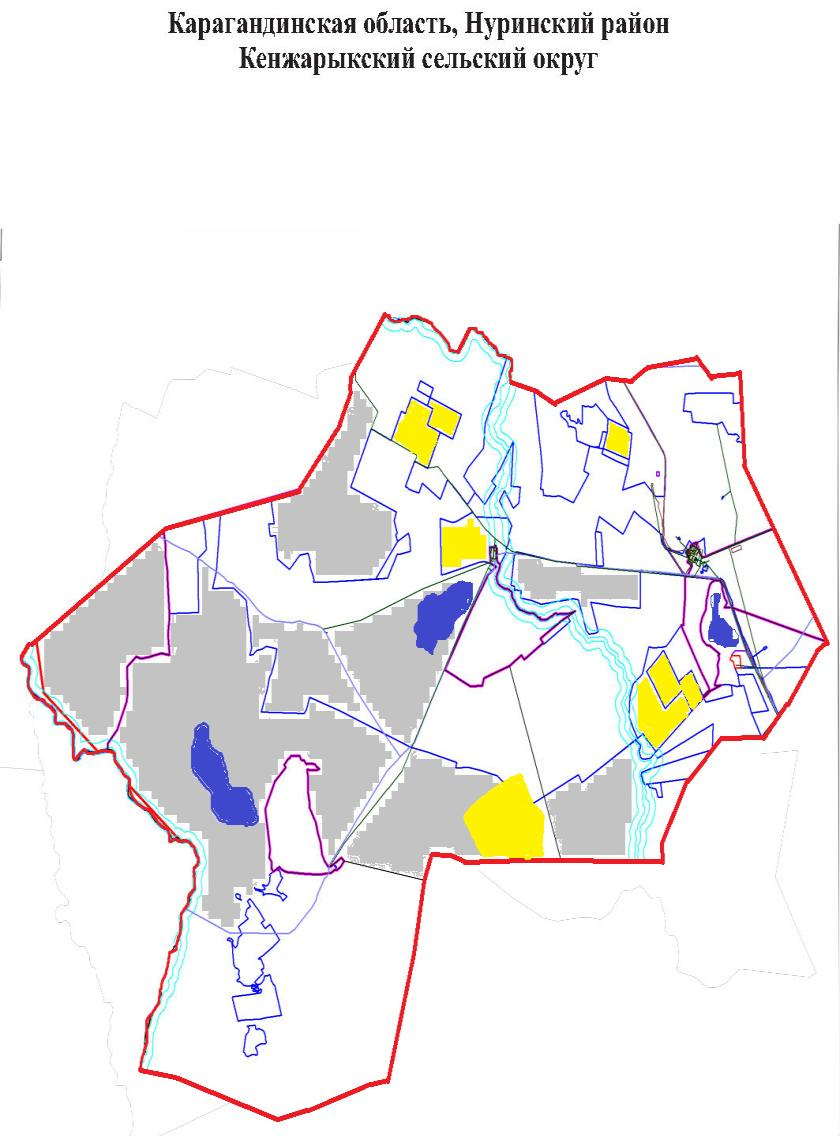 Карагандинская область, Нуринский район
Кенжарыкский сельский округ